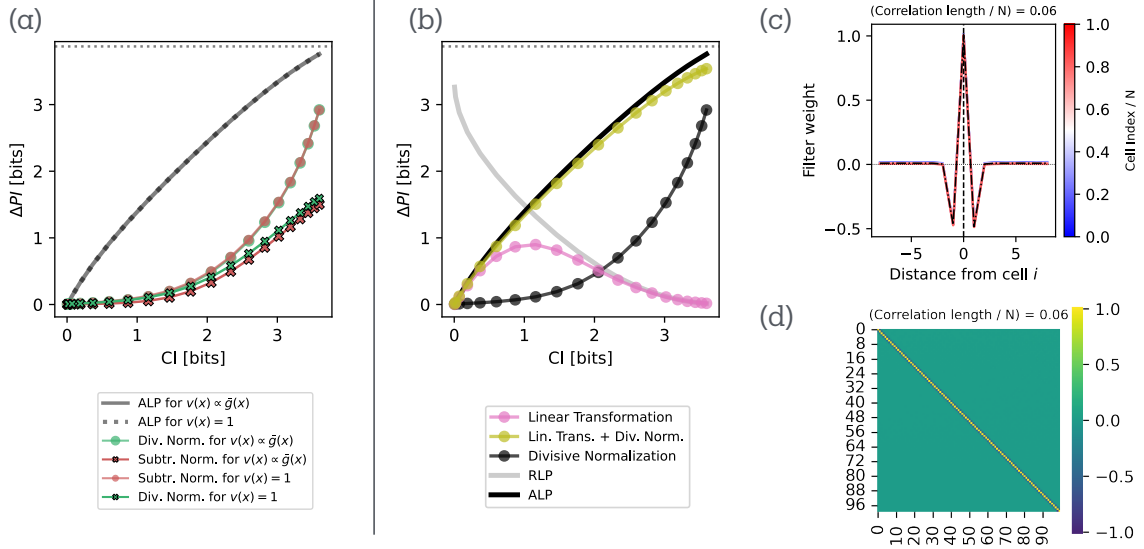 (a)
3
2
1
0
ΔPI [bits]
0
1
2
3
CI [bits]
ALP for v(x) ∝ ḡ(x)
ALP for v(x) = 1
Div. Norm. for v(x) ∝ ḡ(x)
Subtr. Norm. for v(x) ∝ ḡ(x)
Subtr. Norm. for v(x) = 1
Div. Norm. for v(x) = 1
(b)
3
2
1
0
ΔPI [bits]
0
1
2
3
CI [bits]
Linear Transformation
Lin. Trans. + Div. Norm.
Divisive Normalization
RLP
ALP
(c)
(Correlation length / N) = 0.06
1.0
0.5
0.0
−0.5
Filter weight
−5
0
5
Distance from cell i
1.0
0.8
0.6
0.4
0.2
0.0
Cell Index / N
(d)
(Correlation length / N) = 0.06
0
8
16
24
32
40
48
56
64
72
80
88
96
0
10
20
30
40
50
60
70
80
90
1.0
0.5
0.0
−0.5
−1.0